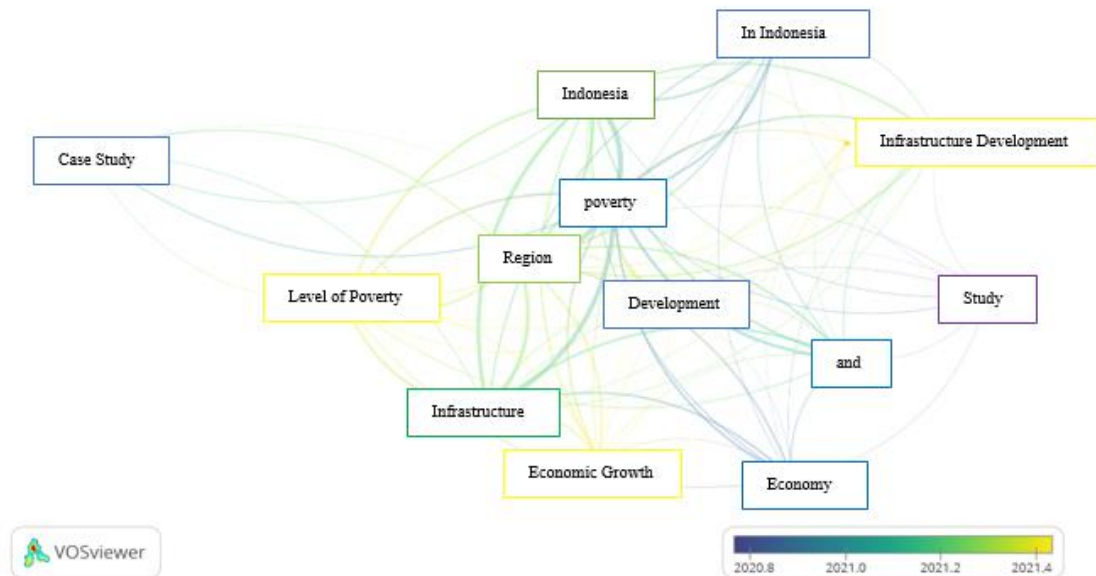 In Indonesia
Indonesia
Infrastructure Development
Case Study
poverty
Region
Level of Poverty
Development
Study
and
Infrastructure
Economic Growth
Economy
VOSviewer
2020.8 2021.0 2021.2 2021.4